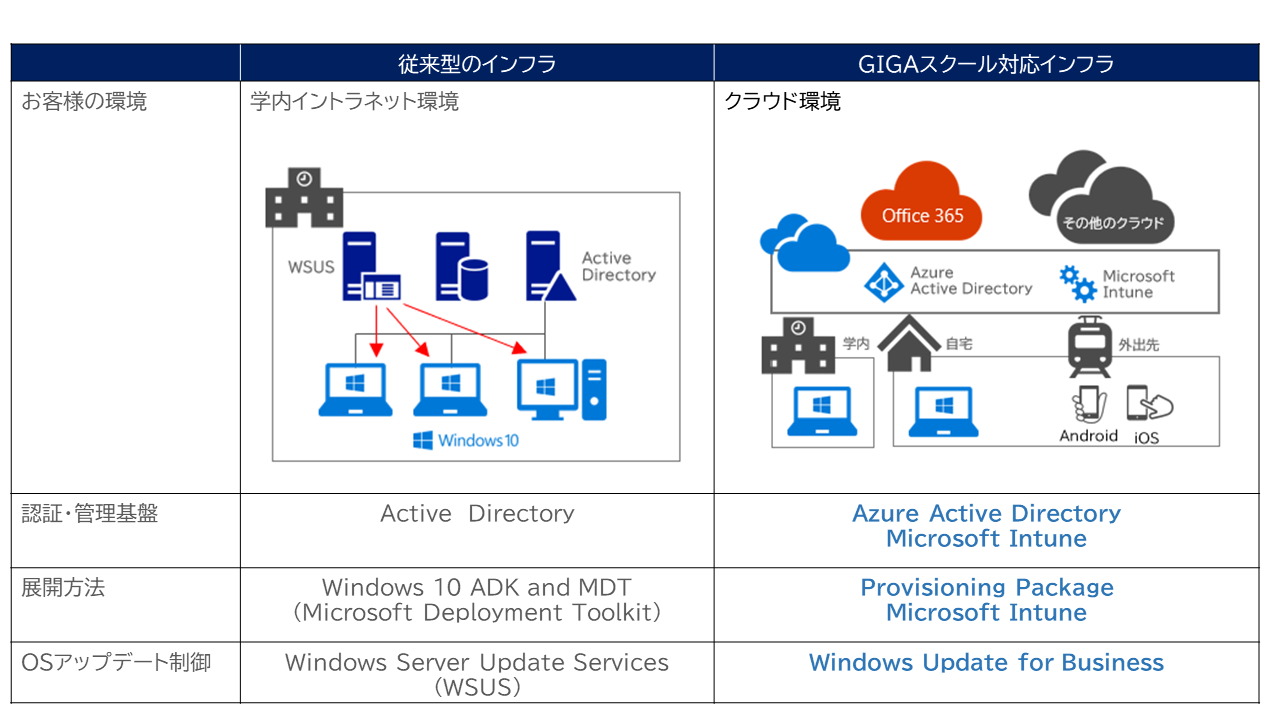 従来型のインフラ
GIGAスクール対応インフラ
お客様の環境
学内イントラネット環境
クラウド環境
WSUS
Active
Directory
Windows 10
Office 365
その他のクラウド
Azure
Active Directory
Microsoft
Intune
学内
自宅
外出先
Android
iOS
認証・管理基盤
Active Directory
Azure Active Directory
Microsoft Intune
展開方法
Windows 10 ADK and MDT
(Microsoft Deployment Toolkit)
Provisioning Package
Microsoft Intune
OSアップデート制御
Windows Server Update Services
(WSUS)
Windows Update for Business